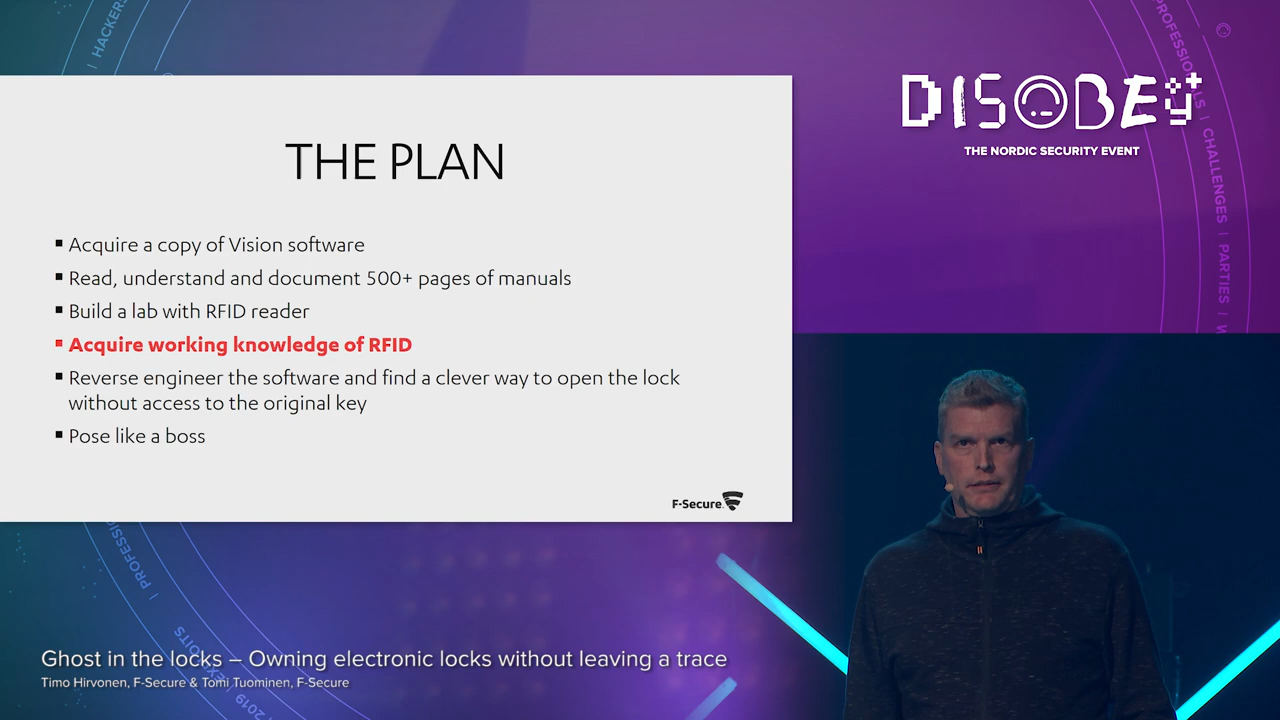 HACKERS
PROFESSIONALS | CHALLENGES | PARTIES |
DISOBEY
THE NORDIC SECURITY EVENT
THE PLAN
▪ Acquire a copy of Vision software
▪ Read, understand and document 500+ pages of manuals
▪ Build a lab with RFID reader
▪ Acquire working knowledge of RFID
▪ Reverse engineer the software and find a clever way to open the lock
without access to the original key
▪ Pose like a boss
F-Secure.
Ghost in the locks – Owning electronic locks without leaving a trace
Timo Hirvonen, F-Secure & Tomi Tuominen, F-Secure
2019